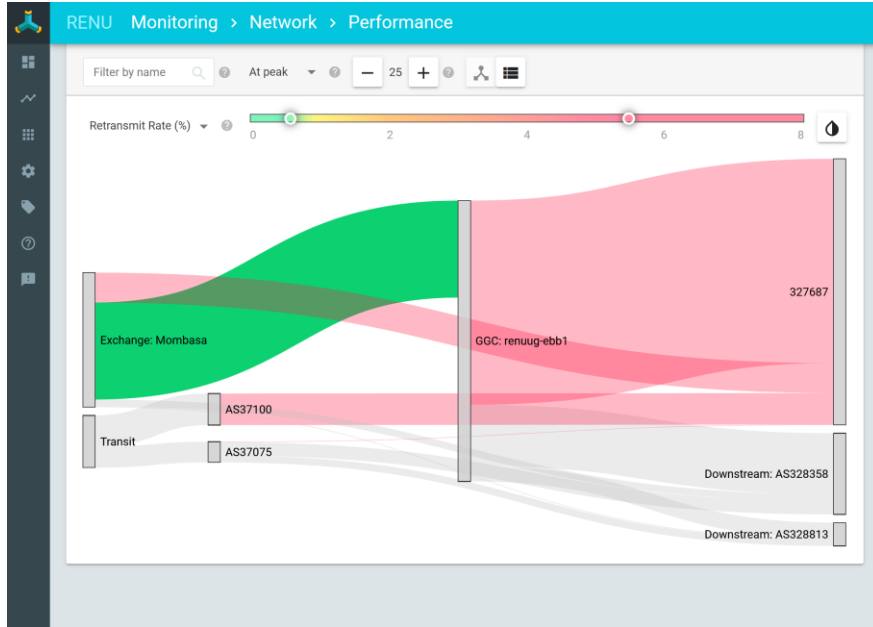 RENU Monitoring > Network > Performance
Filter by name At peak 25
Retransmit Rate (%)
0 2 4 6 8
327687
Exchange: Mombasa
GGC: renuug-ebb1
AS37100
Transit
AS37075
Downstream: AS328358
Downstream: AS328813